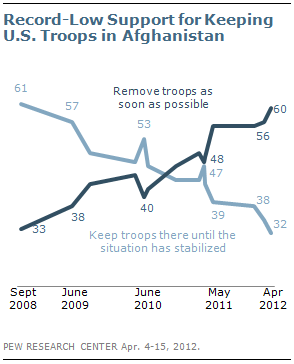 Record-Low Support for Keeping
U.S. Troops in Afghanistan
61
57
Remove troops as
soon as possible
53
60
56
48
47
33
38
40
39
38
32
Keep troops there until the
situation has stabilized
Sept
2008
June
2009
June
2010
May
2011
Apr
2012
PEW RESEARCH CENTER Apr. 4-15, 2012.